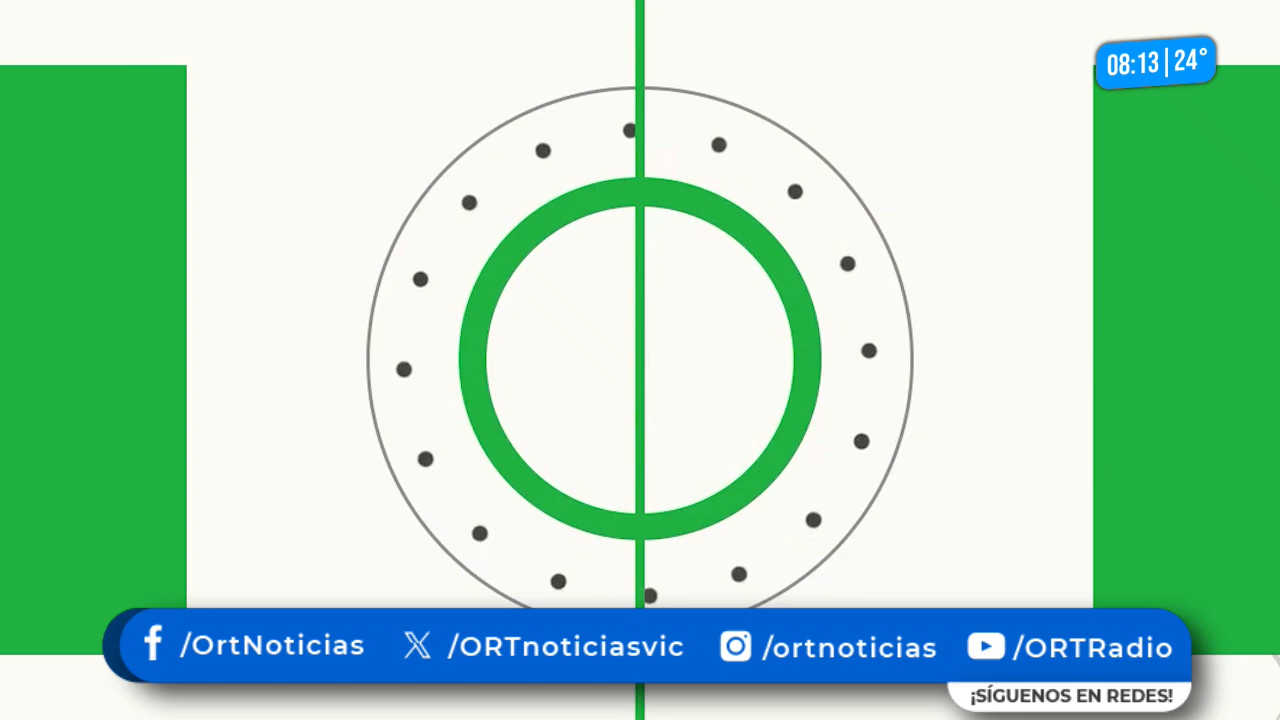 08:13 | 24°
/OrtNoticias /ORTnoticiasvic /ortnoticias /ORTRadio
¡SÍGUENOS EN REDES!